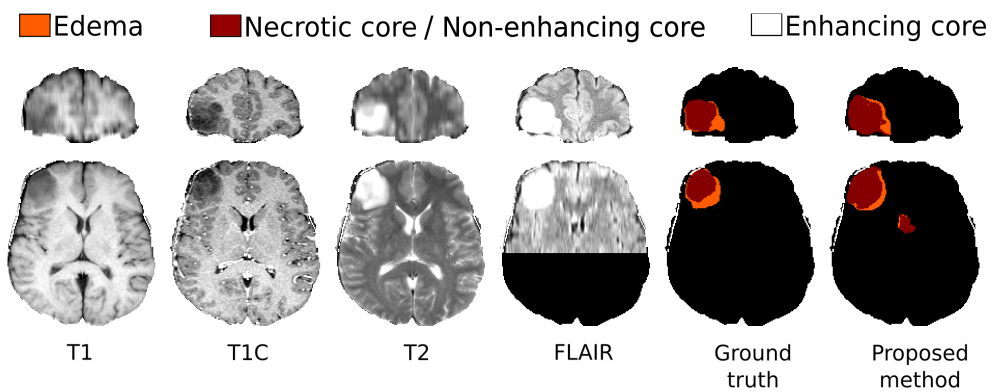 Edema
Necrotic core / Non-enhancing core
Enhancing core
T1
T1C
T2
FLAIR
Ground
truth
Proposed
method